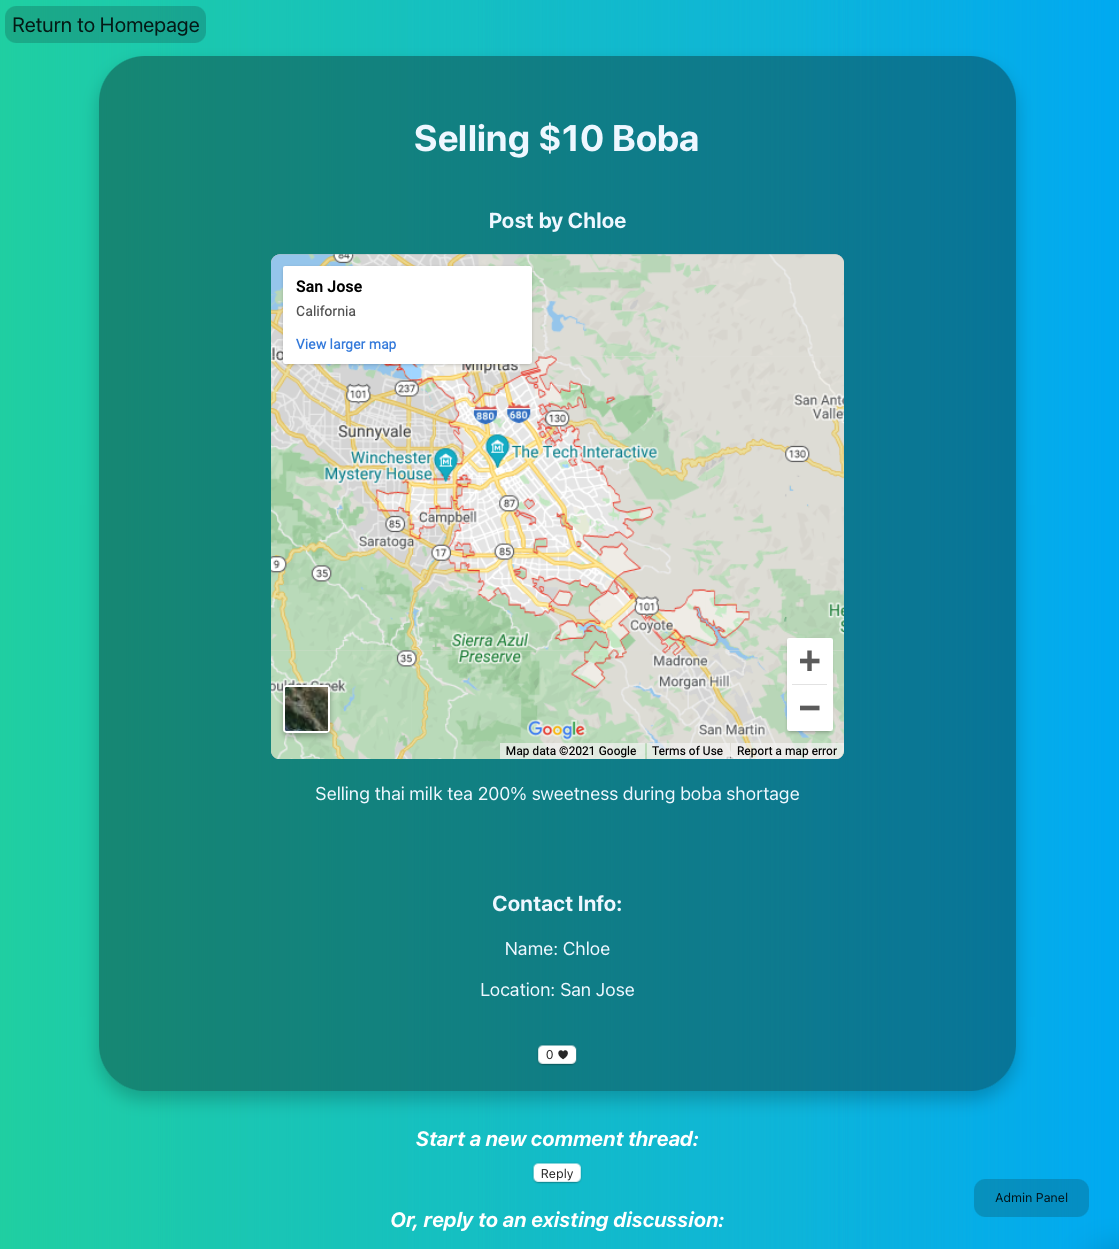 Return to Homepage
Selling $10 Boba
Post by Chloe
84
San Jose
California
View larger map
Milpitas
101
237
880
680
130
San Ant
Valle
Sunnyvale
130
Winchester
Mystery House
The Tech Interactive
87
85
Campbell
Saratoga
17
85
9
35
101
Coyote
Sierra Azul
Preserve
35
Madrone
Morgan Hill
oulder Creek
San Martin
Google
Map data ©2021 Google
Terms of Use
Report a map error
Selling thai milk tea 200% sweetness during boba shortage
Contact Info:
Name: Chloe
Location: San Jose
0
Start a new comment thread:
Reply
Admin Panel
Or, reply to an existing discussion: